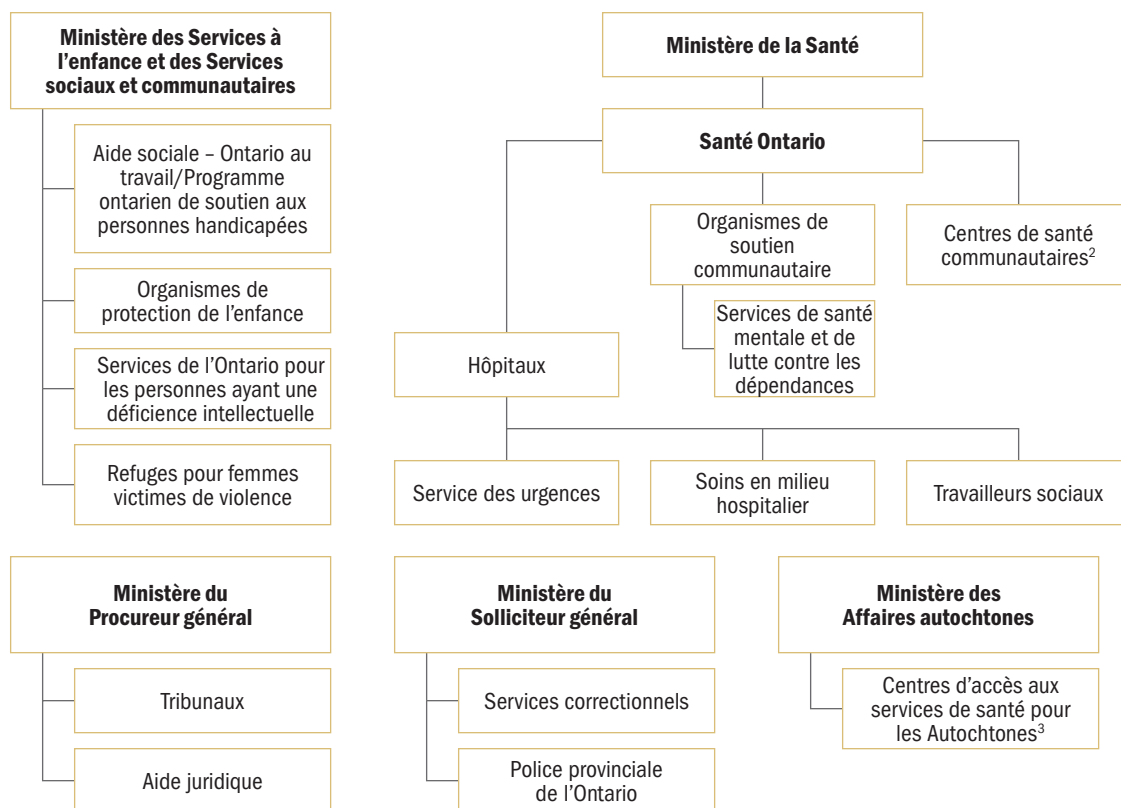 Ministère des Services à
l’enfance et des Services
sociaux et communautaires
Aide sociale – Ontario au
travail/Programme
ontarien de soutien aux
personnes handicapées
Organismes de
protection de l’enfance
Services de l’Ontario pour
les personnes ayant une
déficience intellectuelle
Refuges pour femmes
victimes de violence
Ministère de la Santé
Santé Ontario
Organismes de
soutien
communautaire
Centres de santé
communautaires²
Services de santé
mentale et de
lutte contre les
dépendances
Hôpitaux
Service des urgences
Soins en milieu
hospitalier
Travailleurs sociaux
Ministère du
Procureur général
Tribunaux
Aide juridique
Ministère du
Solliciteur général
Services correctionnels
Police provinciale
de l’Ontario
Ministère des
Affaires autochtones
Centres d’accès aux
services de santé pour
les Autochtones³